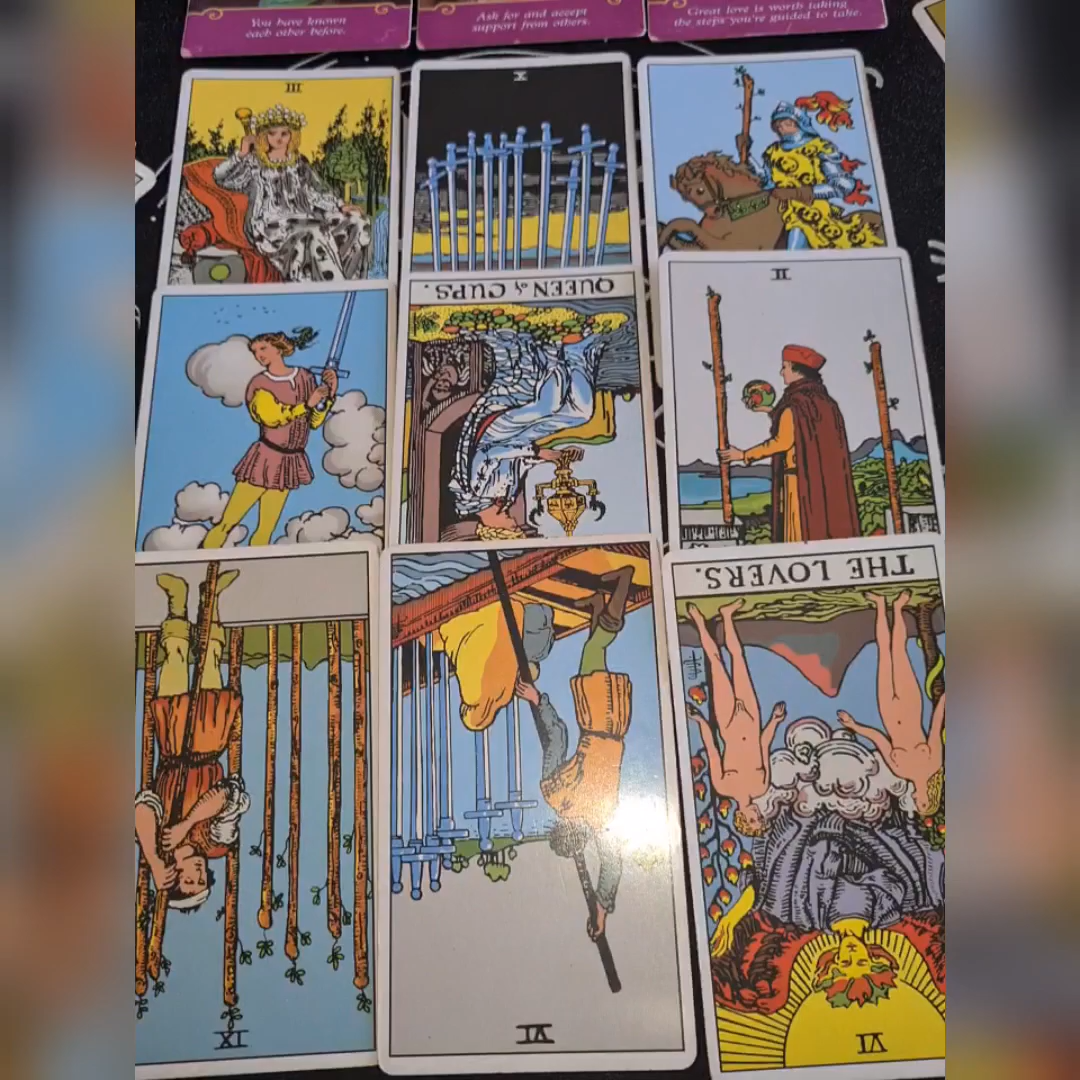 You have known
each other before.
Ask for and accept
support from others.
Great love is worth taking
the steps you're guided to take.
III
X
QUEEN of CUPS.
II
THE LOVERS.
IX
VI
VI